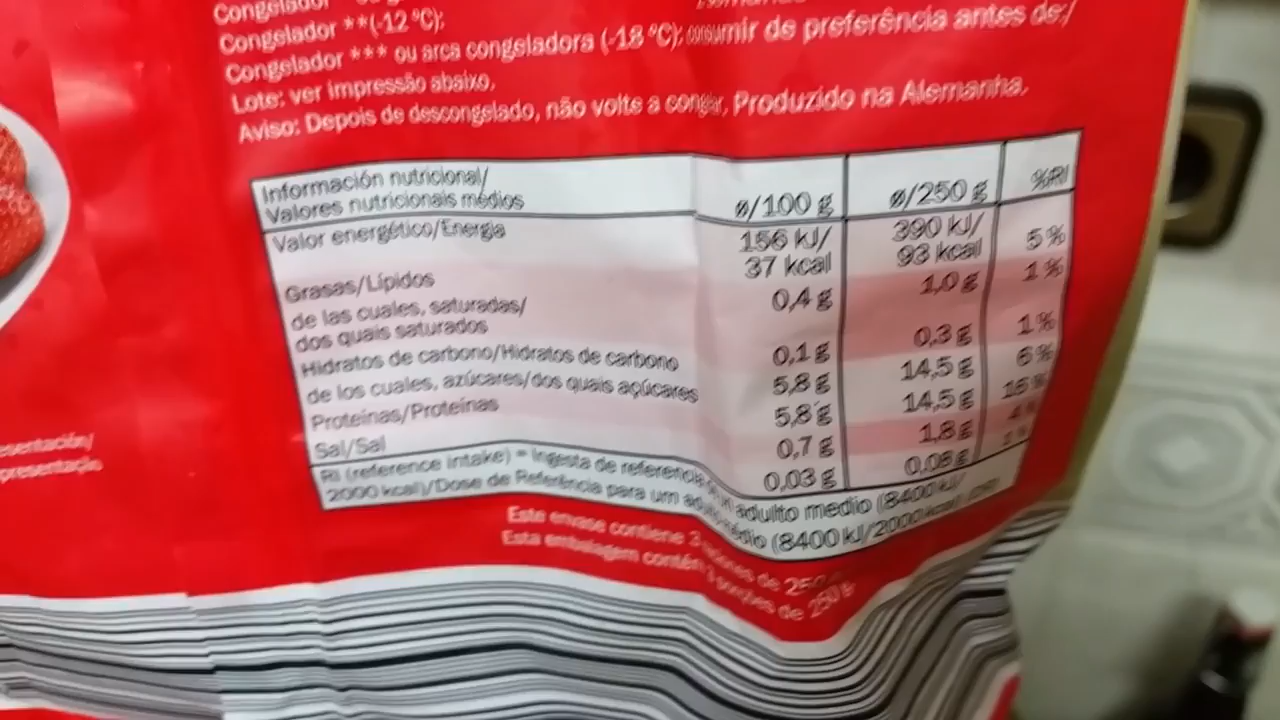 Congelador
Congelador **(-12 °C):
Congelador *** ou arca congeladora (-18 °C): consumir de preferência antes de:/
Lote: ver impressão abaixo.
Aviso: Depois de descongelado, não volte a congelar. Produzido na Alemanha.
Información nutricional/
Valores nutricionais médios ø/100 g ø/250 g %RI
Valor energético/Energia 156 kJ/ 390 kJ/
37 kcal 93 kcal 5 %
Grasas/Lípidos 0,4 g 1,0 g 1 %
de las cuales, saturadas/
dos quais saturados 0,1 g 0,3 g 1 %
Hidratos de carbono/Hidratos de carbono 5,8 g 14,5 g 6 %
de los cuales, azúcares/dos quais açúcares 5,8 g 14,5 g 16 %
Proteínas/Proteínas 0,7 g 1,8 g 4 %
Sal/Sal 0,03 g 0,08 g
RI (reference intake) = Ingesta de referencia adulto medio (8400 kJ/
2000 kcal)/Dose de Referência para um adulto médio (8400 kJ/2000
Este envase contiene 3 de 250
Esta embalagem contém de 250 g